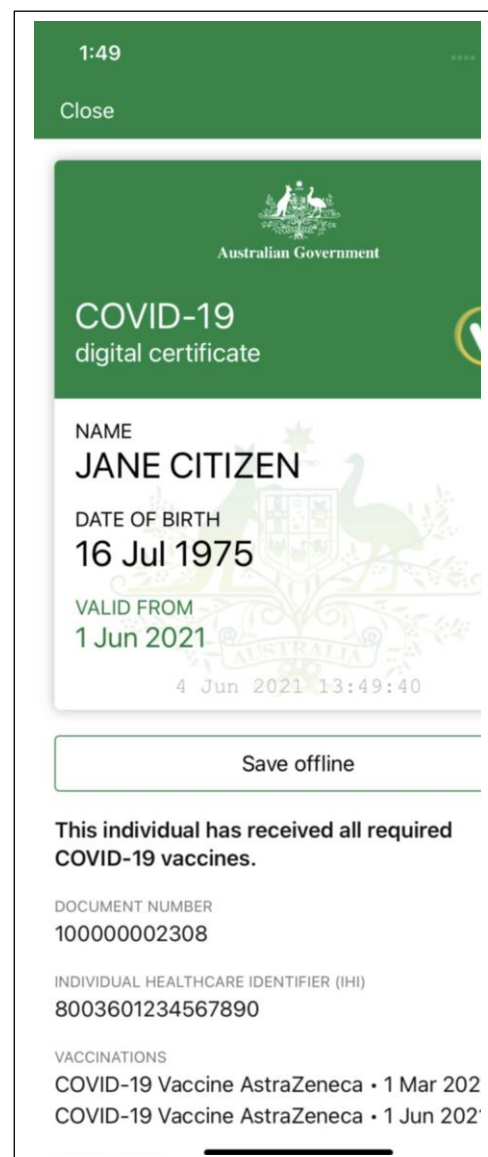 1:49
Close
Australian Government
COVID-19
digital certificate
NAME
JANE CITIZEN
DATE OF BIRTH
16 Jul 1975
VALID FROM
1 Jun 2021
AUSTRALIA
4 Jun 2021 13:49:40
Save offline
This individual has received all required
COVID-19 vaccines.
DOCUMENT NUMBER
100000002308
INDIVIDUAL HEALTHCARE IDENTIFIER (IHI)
8003601234567890
VACCINATIONS
COVID-19 Vaccine AstraZeneca • 1 Mar 202
COVID-19 Vaccine AstraZeneca • 1 Jun 2021